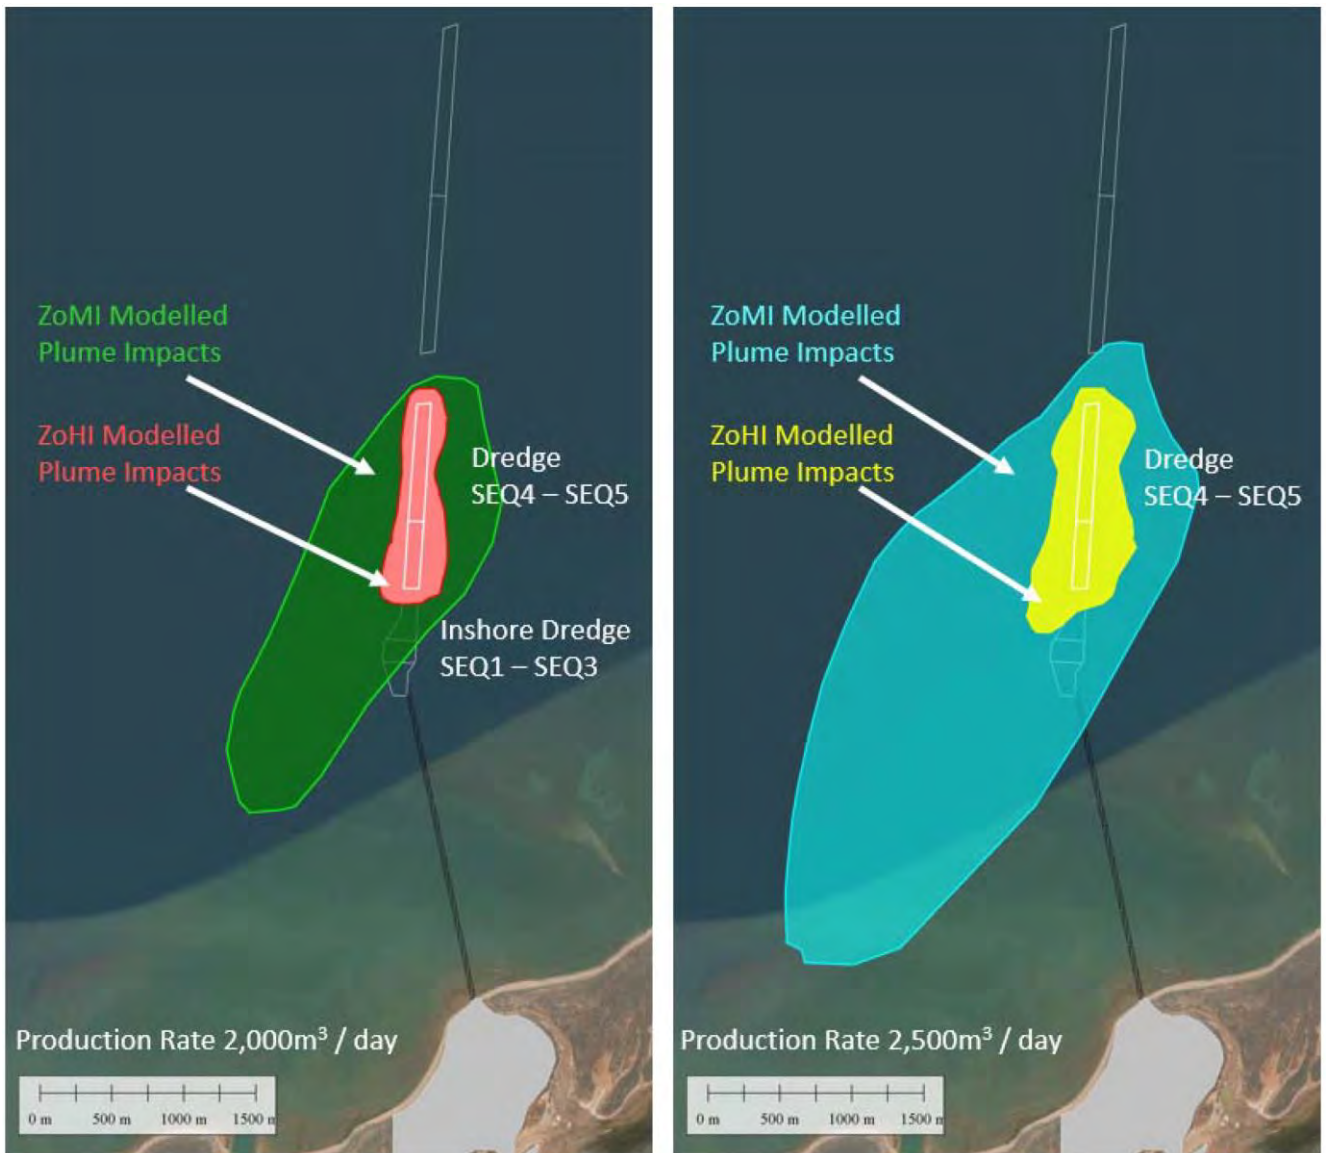 ZoMI Modelled
Plume Impacts
ZoHI Modelled
Plume Impacts
Dredge
SEQ4 – SEQ5
Inshore Dredge
SEQ1 – SEQ3
Production Rate 2,000m³ / day
0 m 500 m 1000 m 1500 m
ZoMI Modelled
Plume Impacts
ZoHI Modelled
Plume Impacts
Dredge
SEQ4 – SEQ5
Production Rate 2,500m³ / day
0 m 500 m 1000 m 1500 m